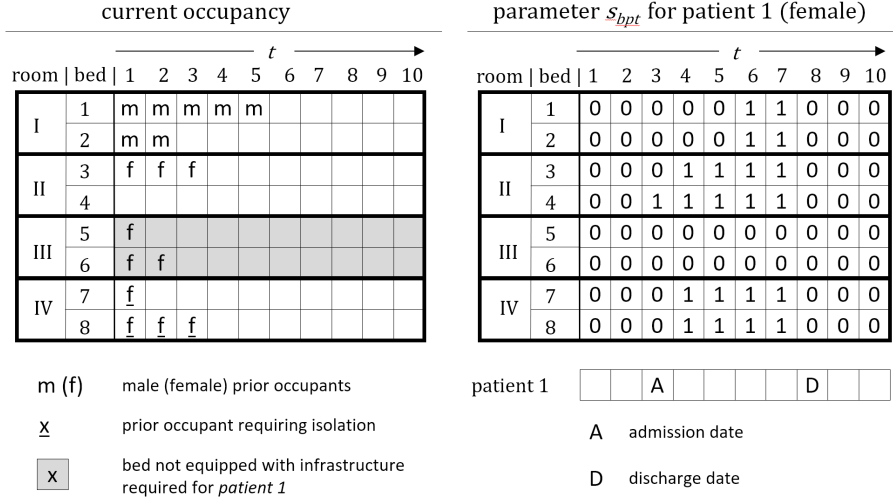 current occupancy
t
room | bed | 1 2 3 4 5 6 7 8 9 10
I 1 m m m m m
2 m m
II 3 f f f
4
III 5 f
6 f f
IV 7 f
8 f f f
m (f) male (female) prior occupants
x prior occupant requiring isolation
x bed not equipped with infrastructure
required for patient 1
parameter s_bpt for patient 1 (female)
t
room | bed | 1 2 3 4 5 6 7 8 9 10
I 1 0 0 0 0 0 1 1 0 0 0
2 0 0 0 0 0 1 1 0 0 0
II 3 0 0 0 1 1 1 1 0 0 0
4 0 0 1 1 1 1 1 0 0 0
III 5 0 0 0 0 0 0 0 0 0 0
6 0 0 0 0 0 0 0 0 0 0
IV 7 0 0 0 1 1 1 1 0 0 0
8 0 0 0 1 1 1 1 0 0 0
patient 1 A D
A admission date
D discharge date